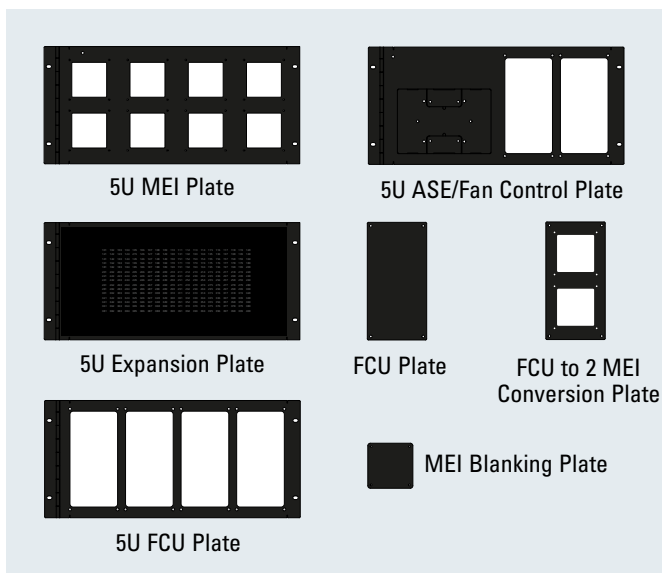 5U MEI Plate
5U ASE/Fan Control Plate
5U Expansion Plate
FCU Plate
FCU to 2 MEI
Conversion Plate
MEI Blanking Plate
5U FCU Plate